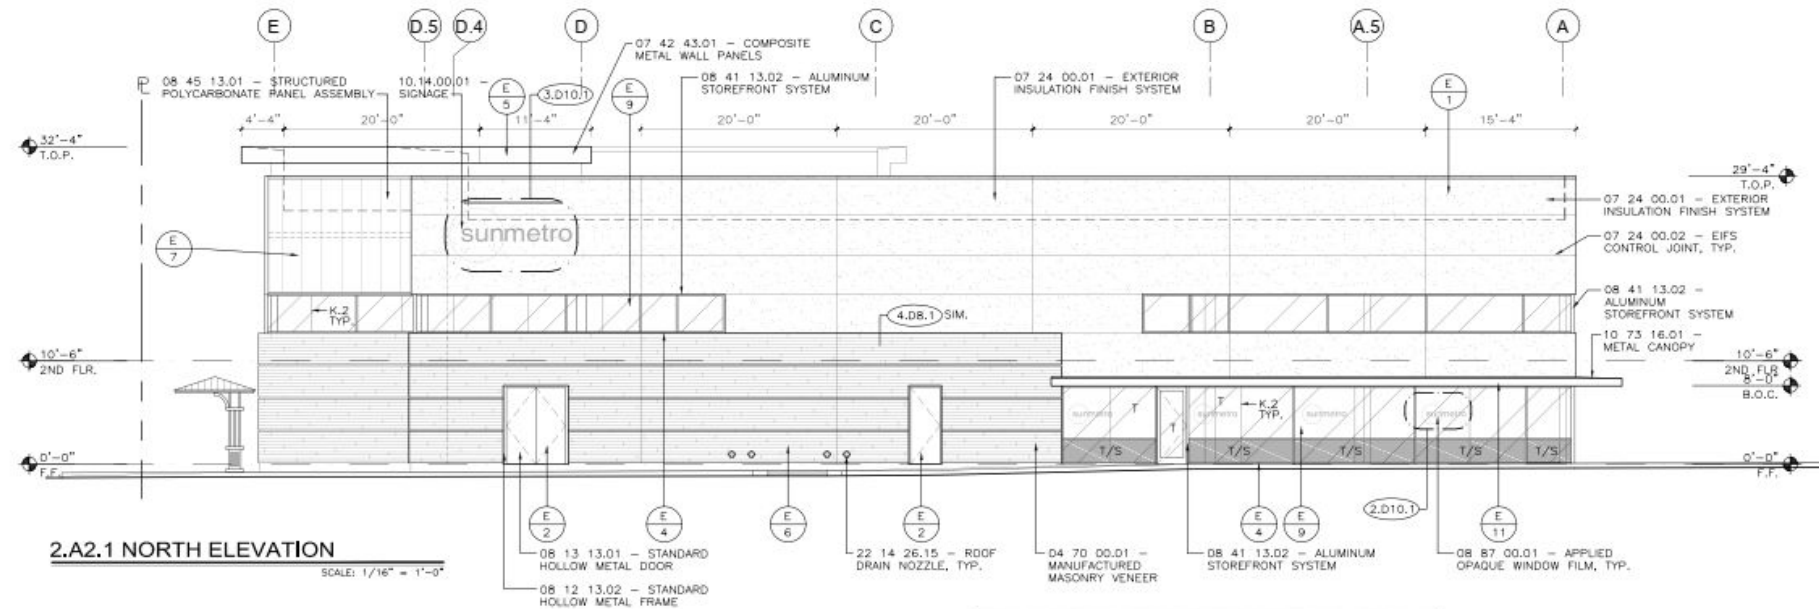 E
D.5
D.4
D
C
B
A.5
A
07 42 43.01 - COMPOSITE
METAL WALL PANELS
08 45 13.01 - STRUCTURED
POLYCARBONATE PANEL ASSEMBLY
10.14.00.01 -
SIGNAGE
E
5
3.D10.1
E
9
08 41 13.02 - ALUMINUM
STOREFRONT SYSTEM
07 24 00.01 - EXTERIOR
INSULATION FINISH SYSTEM
E
1
4'-4"
20'-0"
11'-4"
20'-0"
20'-0"
20'-0"
20'-0"
15'-4"
32'-4"
T.O.P.
29'-4"
T.O.P.
07 24 00.01 - EXTERIOR
INSULATION FINISH SYSTEM
E
7
sunmetro
07 24 00.02 - EIFS
CONTROL JOINT, TYP.
K.2
TYP.
4.D8.1 SIM.
08 41 13.02 -
ALUMINUM
STOREFRONT SYSTEM
10 73 16.01 -
METAL CANOPY
10'-6"
2ND FLR.
10'-6"
2ND FLR
8'-0"
B.O.C.
sunmetro
T
T
sunmetro
T
K.2
TYP.
sunmetro
sunmetro
T/S
T/S
T/S
T/S
T/S
0'-0"
F.F.
0'-0"
F.F.
E
2
E
4
E
6
E
2
E
4
E
9
2.D10.1
E
11
2.A2.1 NORTH ELEVATION
SCALE: 1/16" = 1'-0"
08 13 13.01 - STANDARD
HOLLOW METAL DOOR
08 12 13.02 - STANDARD
HOLLOW METAL FRAME
22 14 26.15 - ROOF
DRAIN NOZZLE, TYP.
04 70 00.01 -
MANUFACTURED
MASONRY VENEER
08 41 13.02 - ALUMINUM
STOREFRONT SYSTEM
08 87 00.01 - APPLIED
OPAQUE WINDOW FILM, TYP.